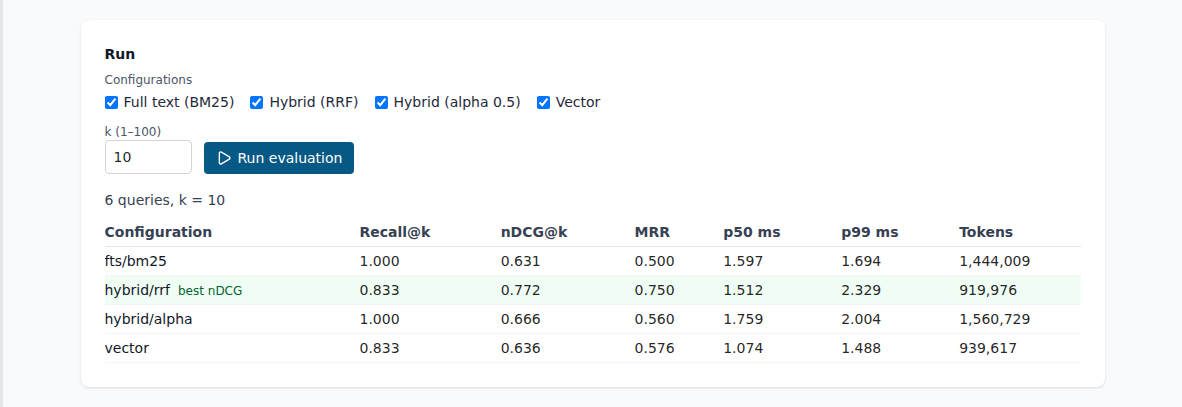 Run
Configurations
Full text (BM25) Hybrid (RRF) Hybrid (alpha 0.5) Vector
k (1–100)
10 Run evaluation
6 queries, k = 10
Configuration Recall@k nDCG@k MRR p50 ms p99 ms Tokens
fts/bm25 1.000 0.631 0.500 1.597 1.694 1,444,009
hybrid/rrf best nDCG 0.833 0.772 0.750 1.512 2.329 919,976
hybrid/alpha 1.000 0.666 0.560 1.759 2.004 1,560,729
vector 0.833 0.636 0.576 1.074 1.488 939,617